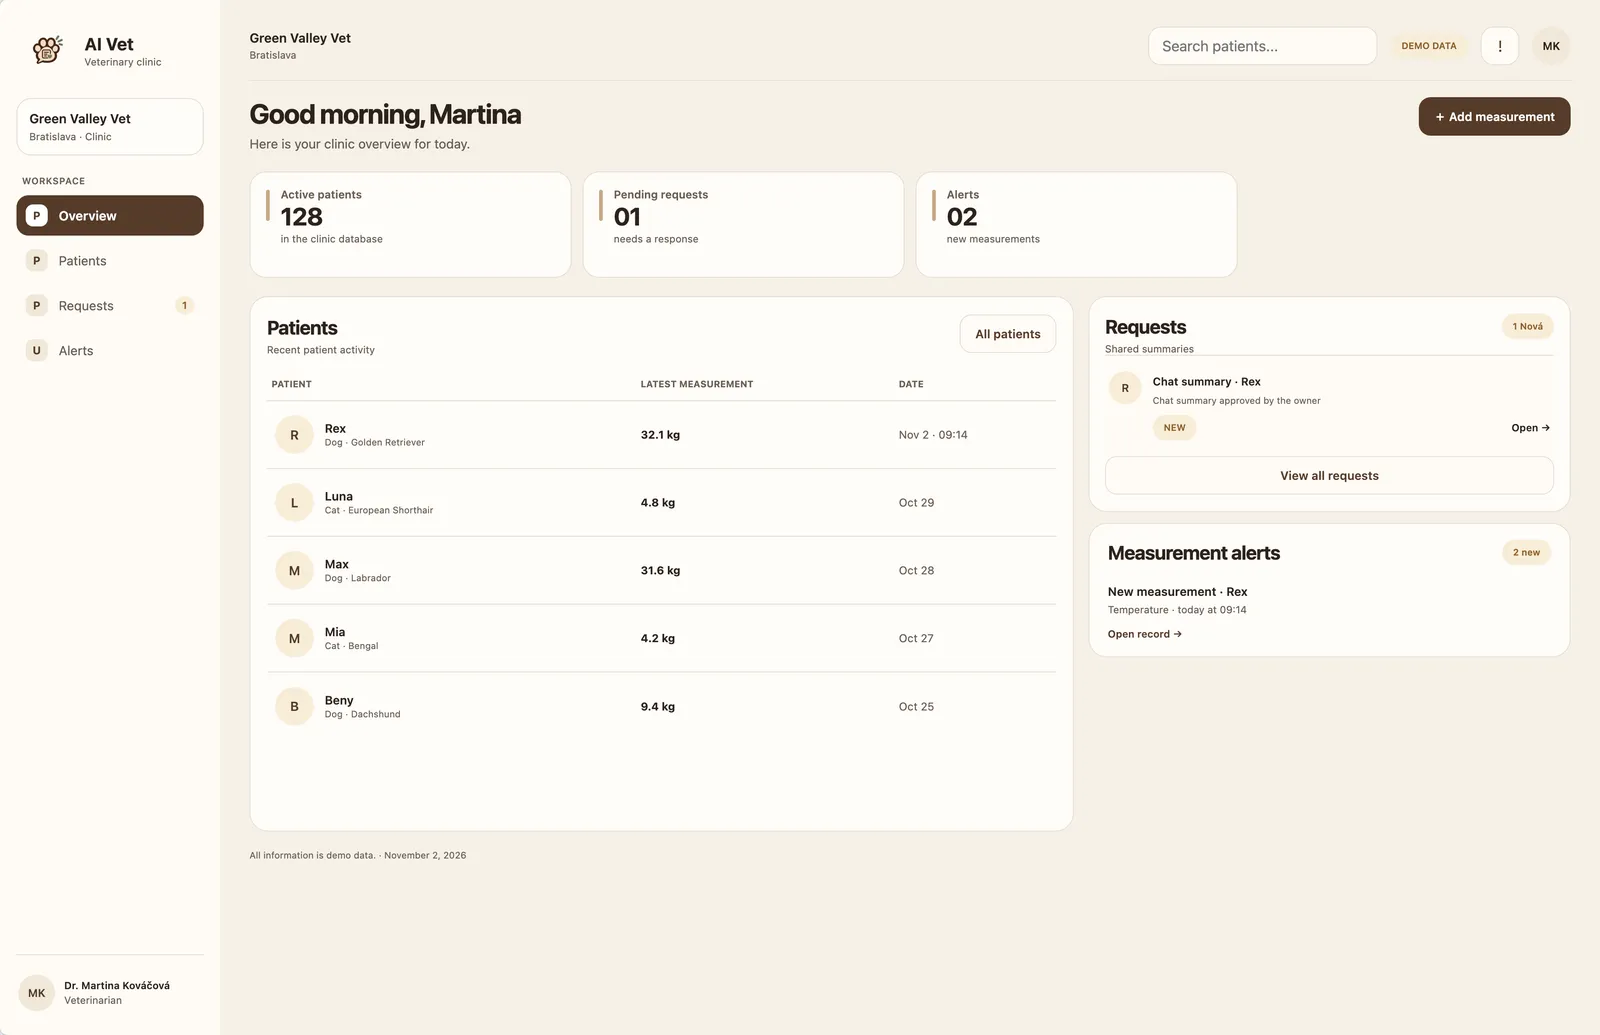 AI Vet
Veterinary clinic
Green Valley Vet
Bratislava · Clinic
WORKSPACE
P Overview
P Patients
P Requests 1
U Alerts
MK
Dr. Martina Kováčová
Veterinarian
Green Valley Vet
Bratislava
Search patients...
DEMO DATA
!
MK
Good morning, Martina
Here is your clinic overview for today.
+ Add measurement
Active patients
128
in the clinic database
Pending requests
01
needs a response
Alerts
02
new measurements
Patients
Recent patient activity
All patients
PATIENT LATEST MEASUREMENT DATE
R
Rex
Dog · Golden Retriever
32.1 kg
Nov 2 · 09:14
L
Luna
Cat · European Shorthair
4.8 kg
Oct 29
M
Max
Dog · Labrador
31.6 kg
Oct 28
M
Mia
Cat · Bengal
4.2 kg
Oct 27
B
Beny
Dog · Dachshund
9.4 kg
Oct 25
Requests
1 Nová
Shared summaries
R
Chat summary · Rex
Chat summary approved by the owner
NEW
Open →
View all requests
Measurement alerts
2 new
New measurement · Rex
Temperature · today at 09:14
Open record →
All information is demo data. · November 2, 2026